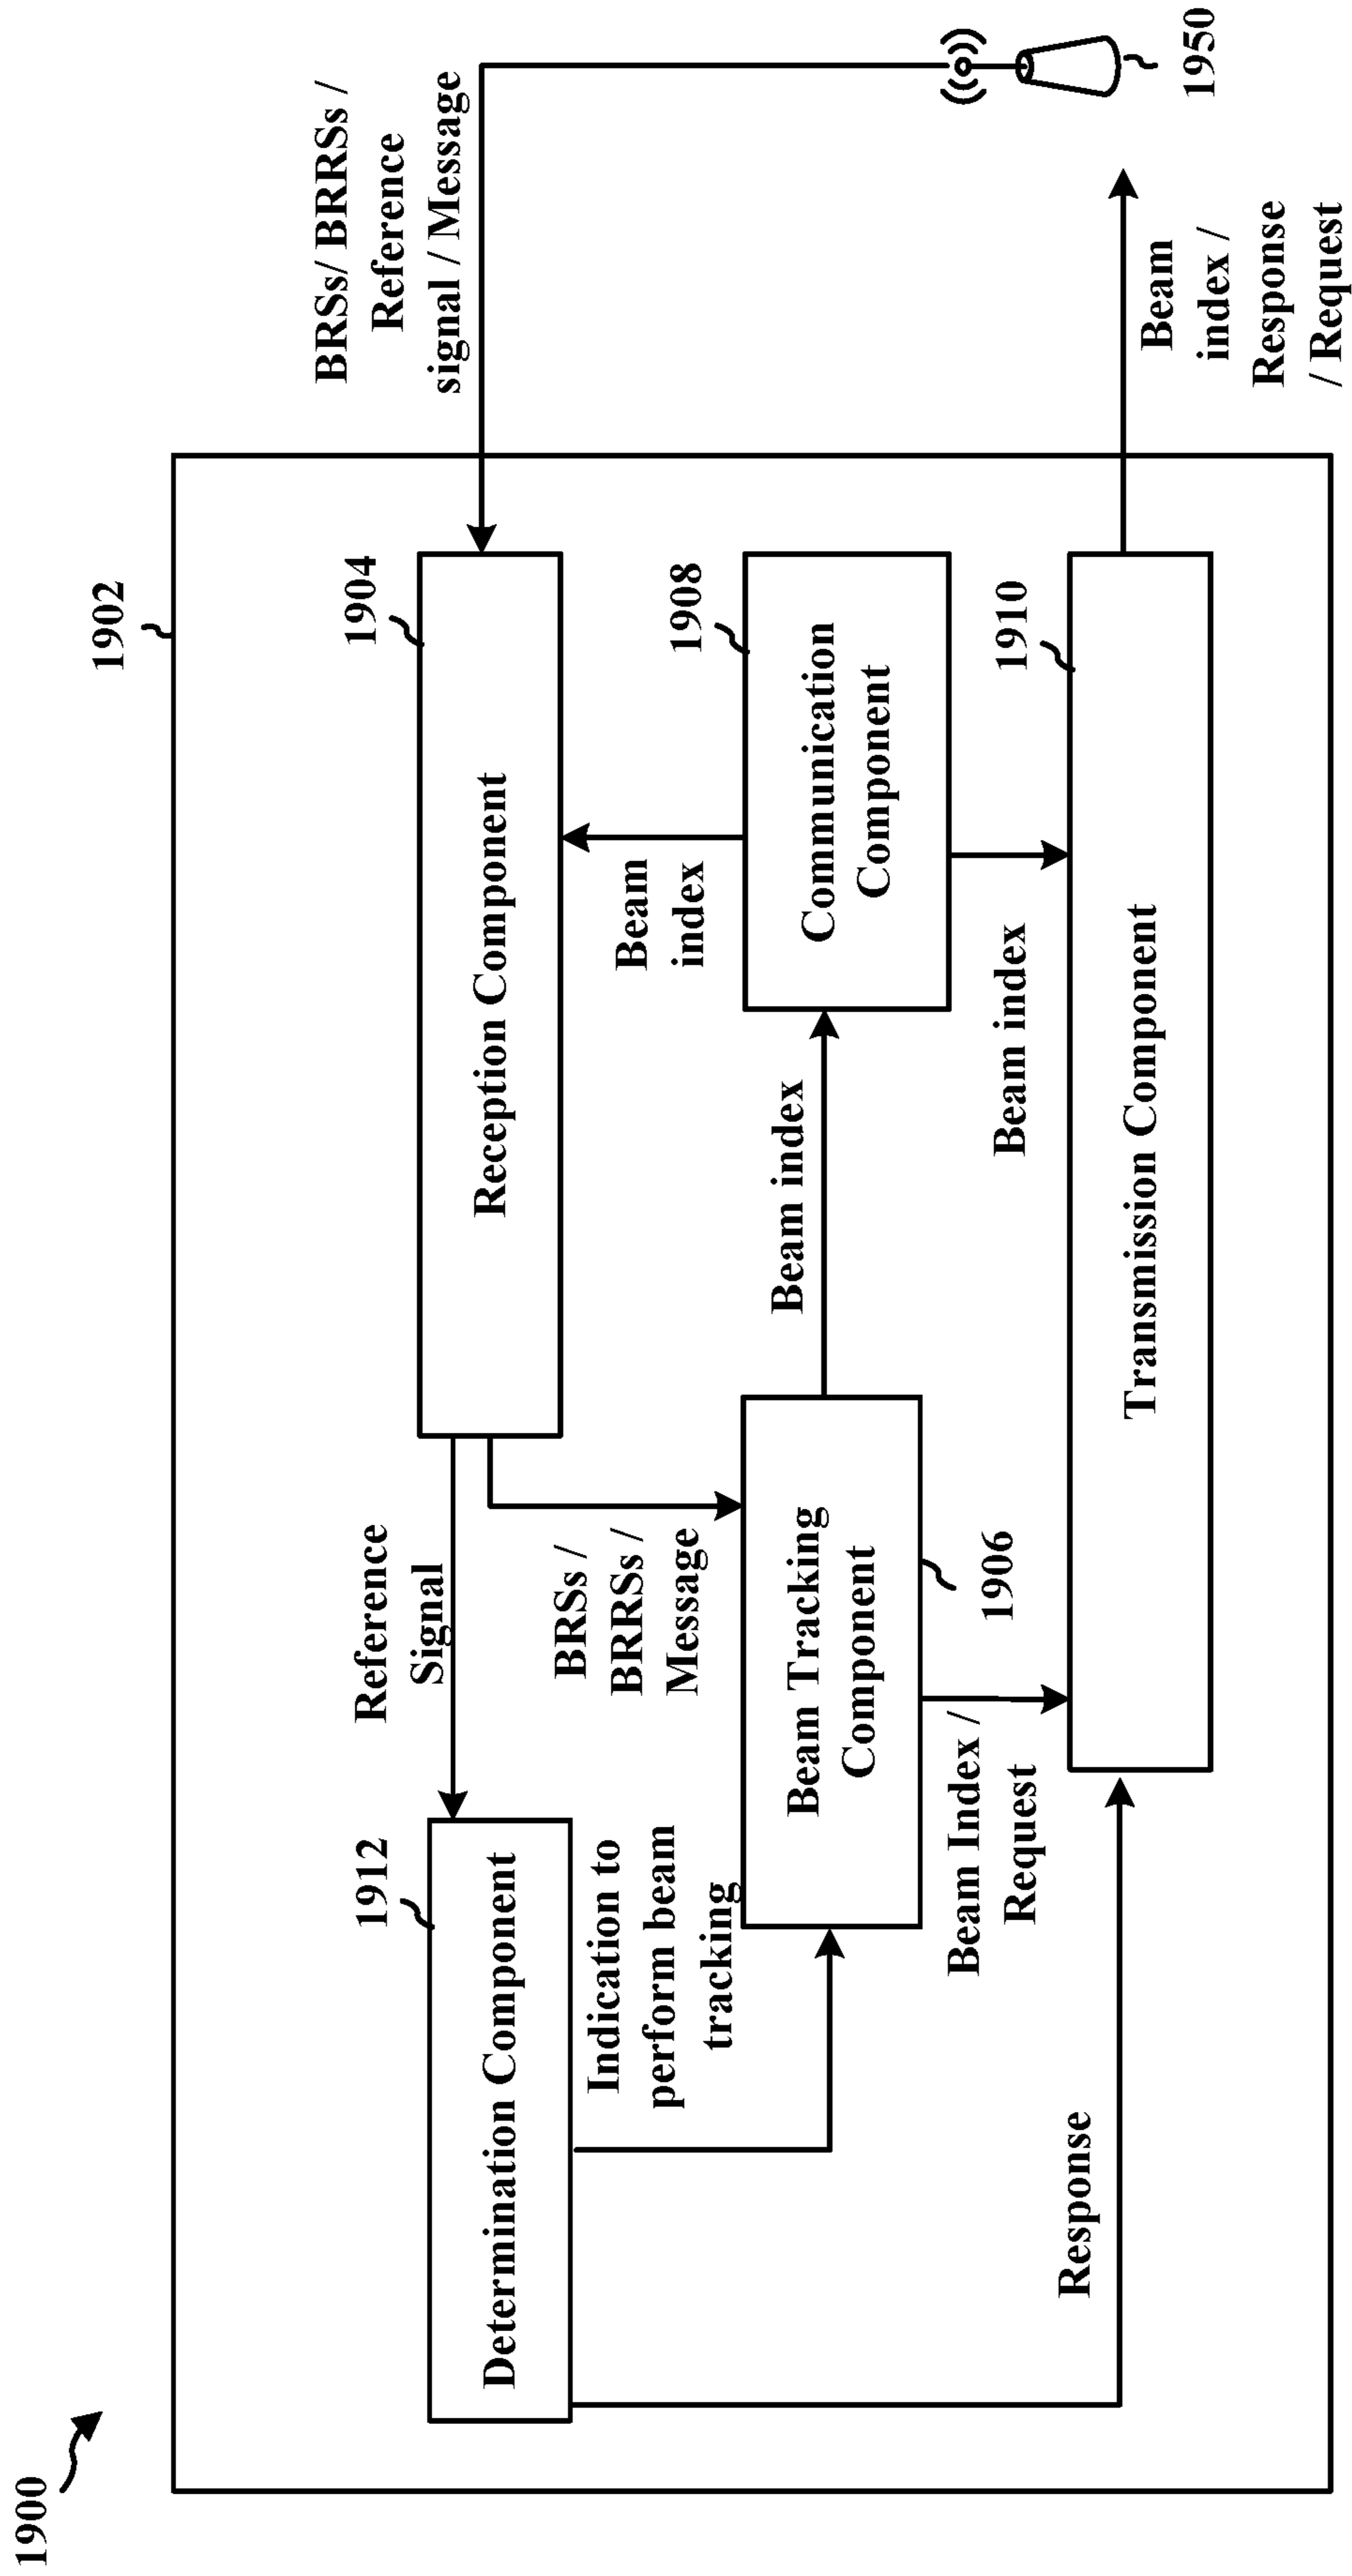 1900
1902
1912
Determination Component
Reference
Signal
1904
Reception Component
BRSs/ BRRSs /
Reference
signal / Message
Indication to
perform beam
tracking
BRSs /
BRRSs /
Message
Beam
index
1908
Communication
Component
Beam Tracking
Component
1906
Beam index
Beam Index /
Request
Beam index
1910
Transmission Component
Response
Beam
index /
Response
/ Request
1950